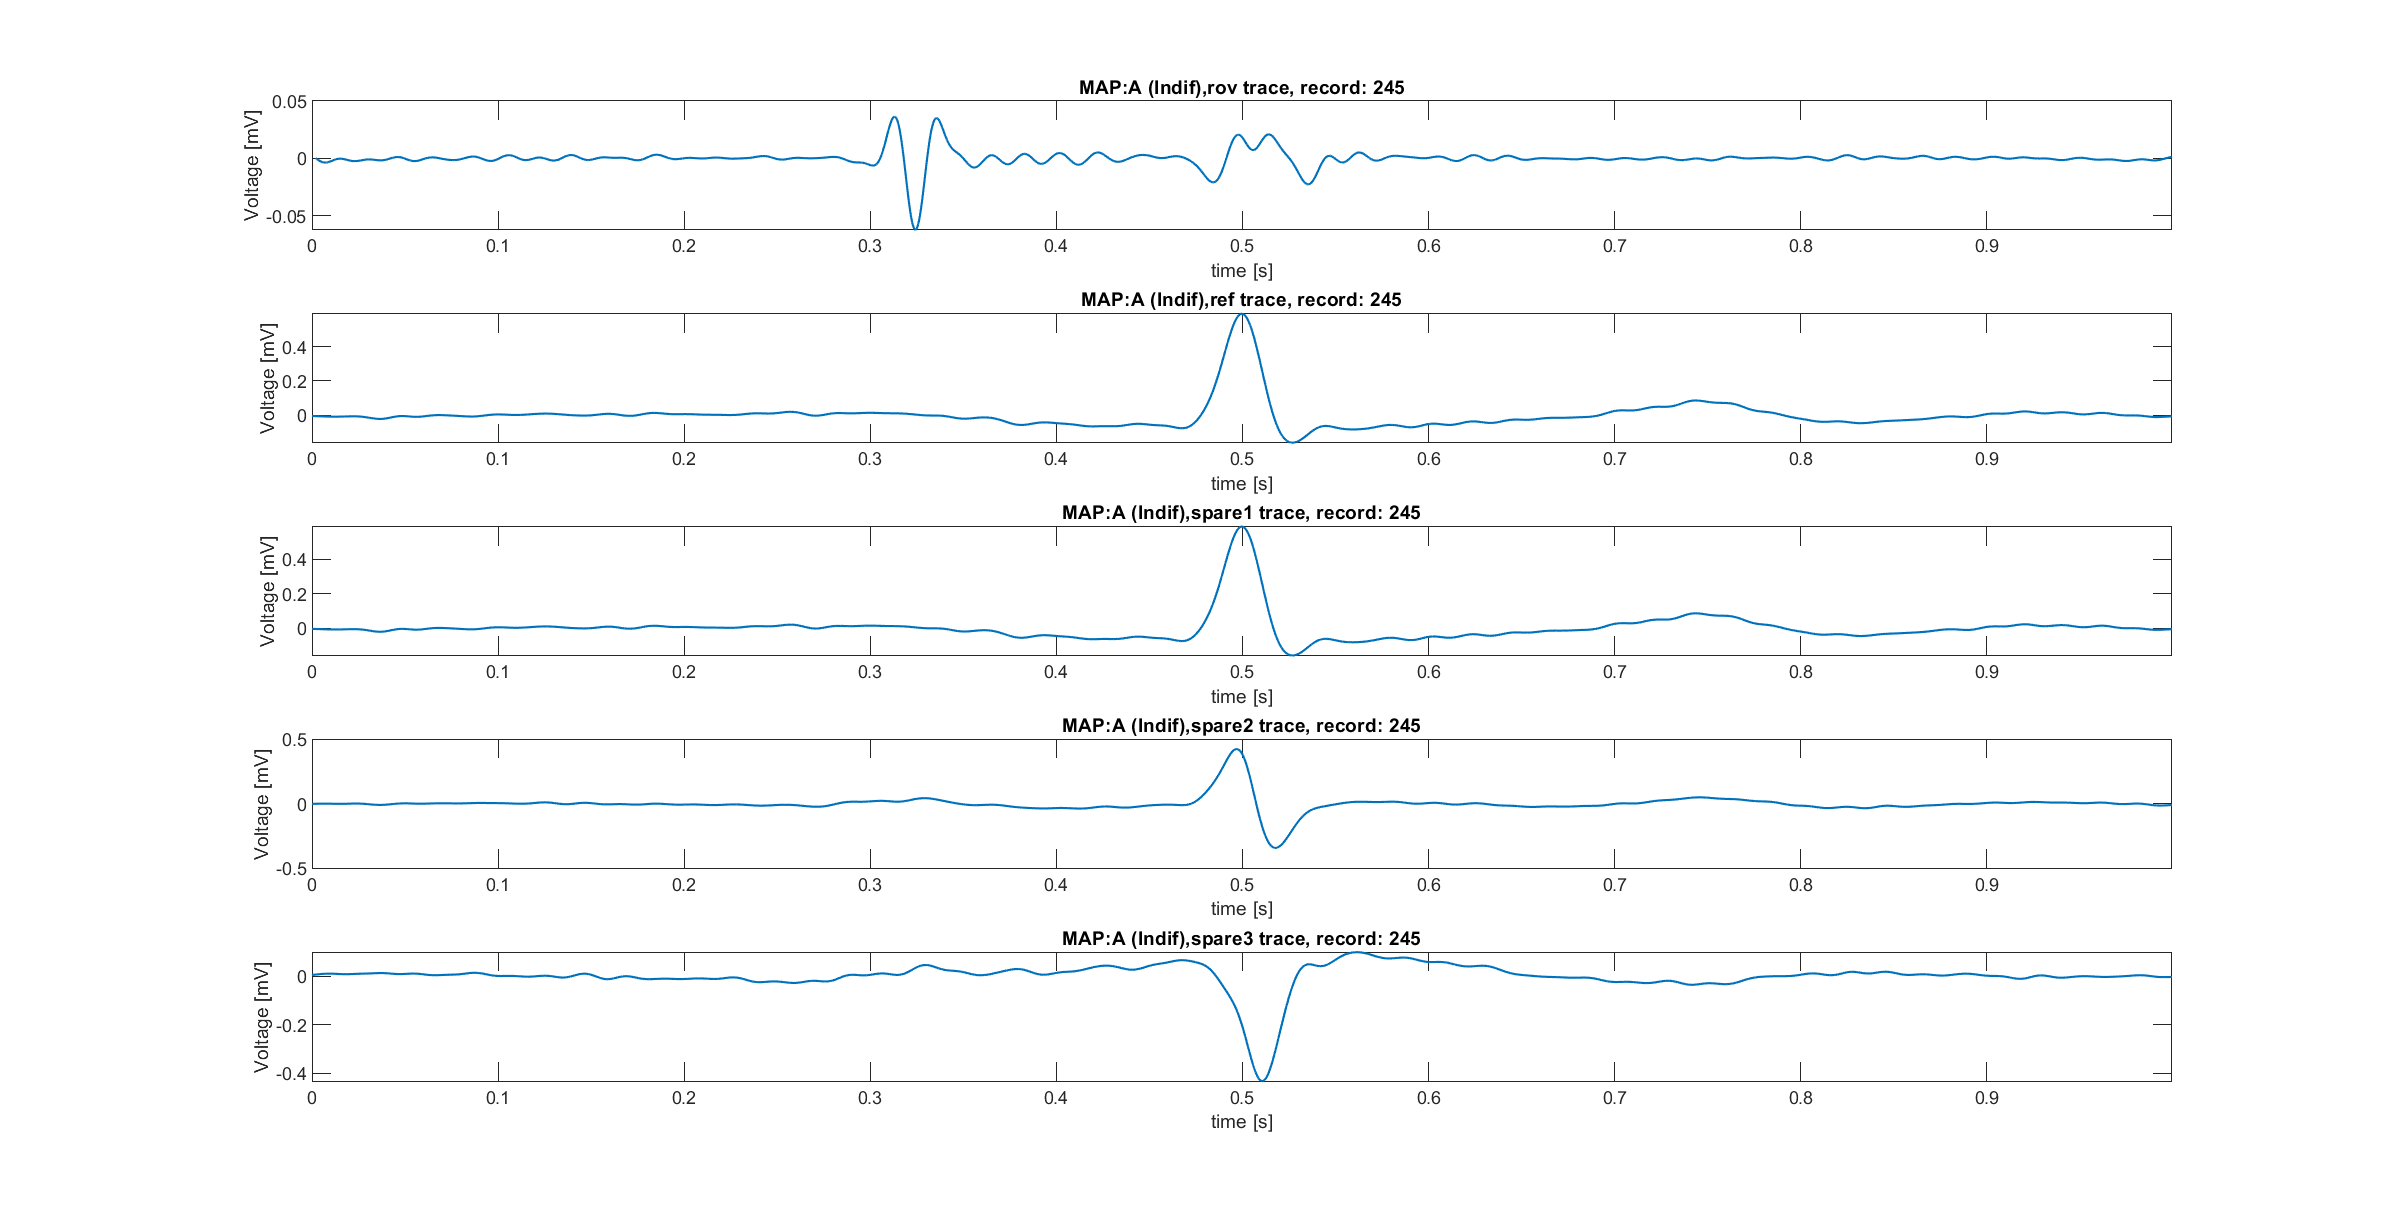 MAP:A (Indif),rov trace, record: 245
Voltage [mV]
0.05
0
-0.05
0 0.1 0.2 0.3 0.4 0.5 0.6 0.7 0.8 0.9
time [s]
MAP:A (Indif),ref trace, record: 245
Voltage [mV]
0.4
0.2
0
0 0.1 0.2 0.3 0.4 0.5 0.6 0.7 0.8 0.9
time [s]
MAP:A (Indif),spare1 trace, record: 245
Voltage [mV]
0.4
0.2
0
0 0.1 0.2 0.3 0.4 0.5 0.6 0.7 0.8 0.9
time [s]
MAP:A (Indif),spare2 trace, record: 245
Voltage [mV]
0.5
0
-0.5
0 0.1 0.2 0.3 0.4 0.5 0.6 0.7 0.8 0.9
time [s]
MAP:A (Indif),spare3 trace, record: 245
Voltage [mV]
0
-0.2
-0.4
0 0.1 0.2 0.3 0.4 0.5 0.6 0.7 0.8 0.9
time [s]